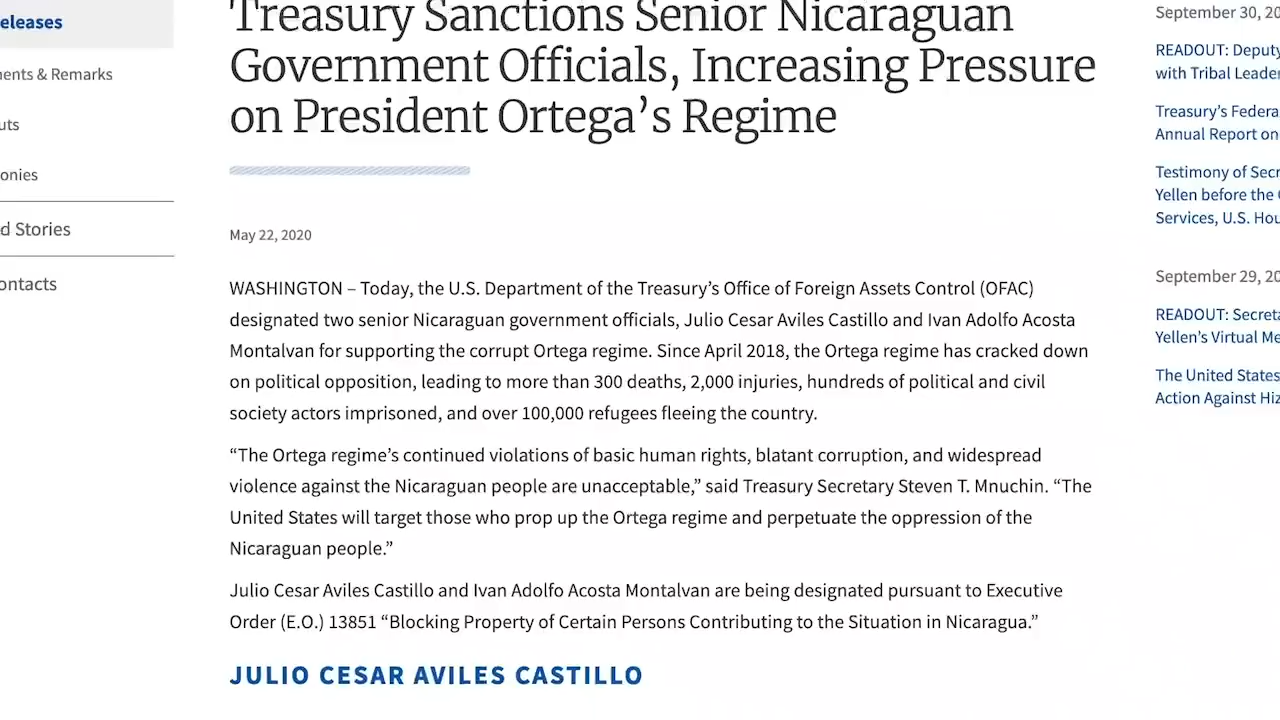 eleases
ents & Remarks
uts
onies
d Stories
ontacts
Treasury Sanctions Senior Nicaraguan
Government Officials, Increasing Pressure
on President Ortega’s Regime
May 22, 2020
WASHINGTON – Today, the U.S. Department of the Treasury’s Office of Foreign Assets Control (OFAC)
designated two senior Nicaraguan government officials, Julio Cesar Aviles Castillo and Ivan Adolfo Acosta
Montalvan for supporting the corrupt Ortega regime. Since April 2018, the Ortega regime has cracked down
on political opposition, leading to more than 300 deaths, 2,000 injuries, hundreds of political and civil
society actors imprisoned, and over 100,000 refugees fleeing the country.
“The Ortega regime’s continued violations of basic human rights, blatant corruption, and widespread
violence against the Nicaraguan people are unacceptable,” said Treasury Secretary Steven T. Mnuchin. “The
United States will target those who prop up the Ortega regime and perpetuate the oppression of the
Nicaraguan people.”
Julio Cesar Aviles Castillo and Ivan Adolfo Acosta Montalvan are being designated pursuant to Executive
Order (E.O.) 13851 “Blocking Property of Certain Persons Contributing to the Situation in Nicaragua.”
JULIO CESAR AVILES CASTILLO
September 30, 20
READOUT: Deputy
with Tribal Leade
Treasury’s Federa
Annual Report on
Testimony of Secr
Yellen before the
Services, U.S. Hou
September 29, 20
READOUT: Secreta
Yellen’s Virtual Me
The United States
Action Against Hiz